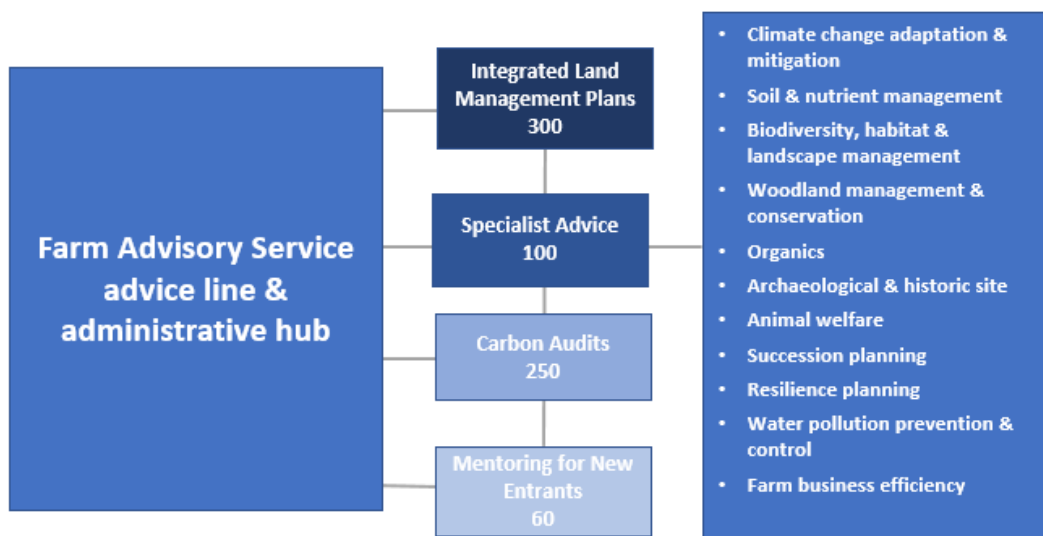 Farm Advisory Service
advice line &
administrative hub
Integrated Land
Management Plans
300
Specialist Advice
100
Carbon Audits
250
Mentoring for New
Entrants
60
• Climate change adaptation &
mitigation
• Soil & nutrient management
• Biodiversity, habitat &
landscape management
• Woodland management &
conservation
• Organics
• Archaeological & historic site
• Animal welfare
• Succession planning
• Resilience planning
• Water pollution prevention &
control
• Farm business efficiency